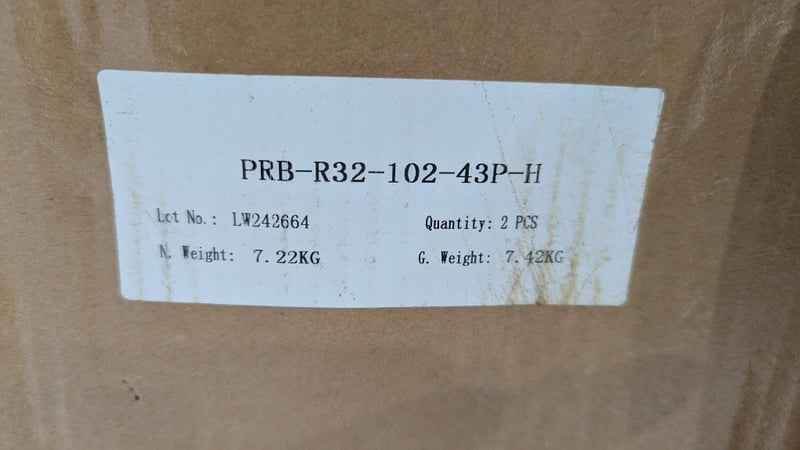 PRB-R32-102-43P-H
Lot No.: LW242664 Quantity: 2 PCS
N. Weight: 7.22KG G. Weight: 7.42KG